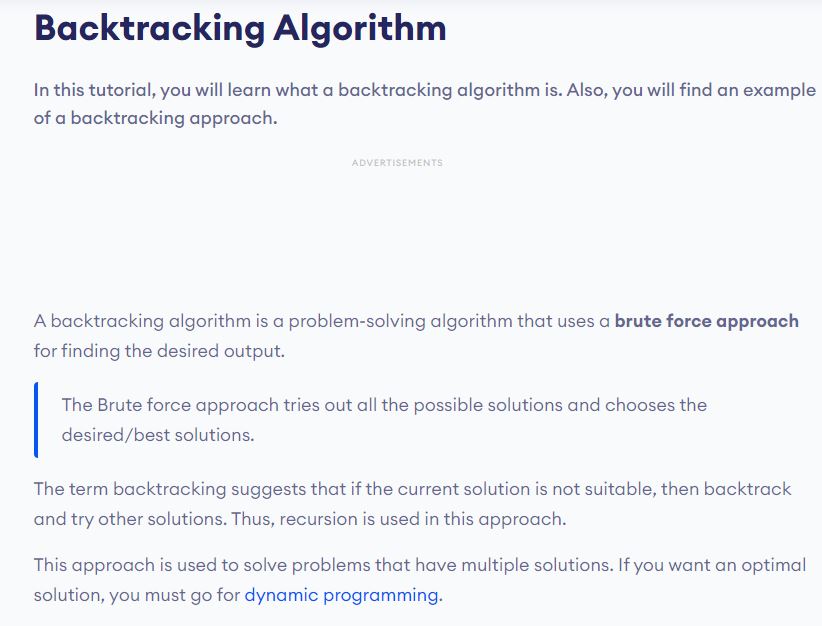 Backtracking Algorithm
In this tutorial, you will learn what a backtracking algorithm is. Also, you will find an example
of a backtracking approach.
ADVERTISEMENTS
A backtracking algorithm is a problem-solving algorithm that uses a brute force approach
for finding the desired output.
The Brute force approach tries out all the possible solutions and chooses the
desired/best solutions.
The term backtracking suggests that if the current solution is not suitable, then backtrack
and try other solutions. Thus, recursion is used in this approach.
This approach is used to solve problems that have multiple solutions. If you want an optimal
solution, you must go for dynamic programming.